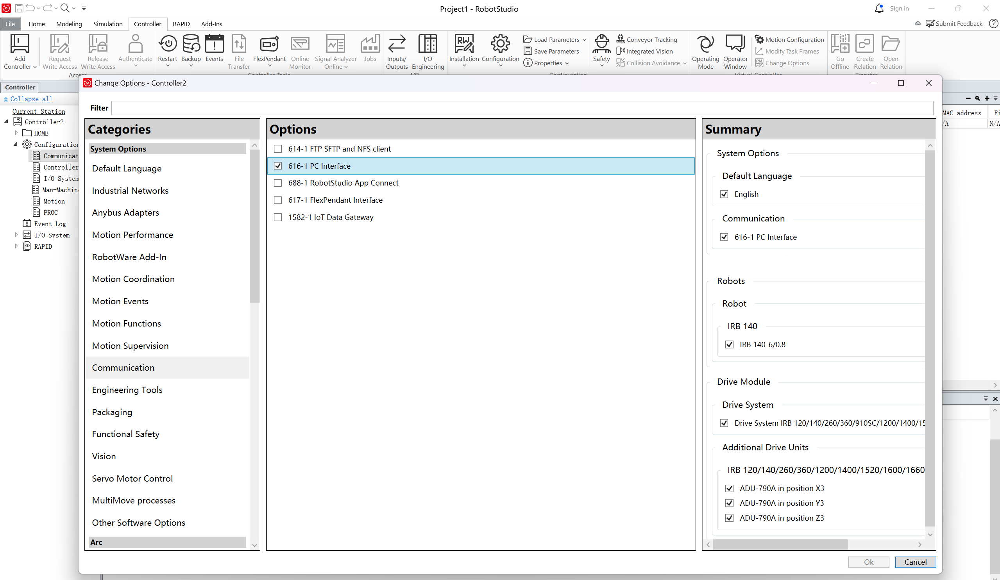 Project1 - RobotStudio
Sign in
File
Home
Modeling
Simulation
Controller
RAPID
Add-Ins
Submit Feedback
Add Controller
Request Write Access
Release Write Access
Authenticate
Restart
Backup
Events
File Transfer
FlexPendant
Online Monitor
Signal Analyzer Online
Jobs
Inputs/ Outputs
I/O Engineering
Installation
Configuration
Load Parameters
Save Parameters
Properties
Safety
Conveyor Tracking
Integrated Vision
Collision Avoidance
Operating Mode
Operator Window
Motion Configuration
Modify Task Frames
Change Options
Go Offline
Create Relation
Open Relation
Access
Controller Tools
I/O
Configuration
Virtual Controller
Transfer
Controller
Collapse all
Current Station
Controller2
HOME
Configuration
Communicat
Controller
I/O System
Man-Machin
Motion
PROC
Event Log
I/O System
RAPID
Change Options - Controller2
Filter
Categories
System Options
Default Language
Industrial Networks
Anybus Adapters
Motion Performance
RobotWare Add-In
Motion Coordination
Motion Events
Motion Functions
Motion Supervision
Communication
Engineering Tools
Packaging
Functional Safety
Vision
Servo Motor Control
MultiMove processes
Other Software Options
Arc
Options
614-1 FTP SFTP and NFS client
616-1 PC Interface
688-1 RobotStudio App Connect
617-1 FlexPendant Interface
1582-1 IoT Data Gateway
Summary
System Options
Default Language
English
Communication
616-1 PC Interface
Robots
Robot
IRB 140
IRB 140-6/0.8
Drive Module
Drive System
Drive System IRB 120/140/260/360/910SC/1200/1400/15
Additional Drive Units
IRB 120/140/260/360/1200/1400/1520/1600/1660
ADU-790A in position X3
ADU-790A in position Y3
ADU-790A in position Z3
Ok
Cancel
MAC address
Fi
/A
N/A